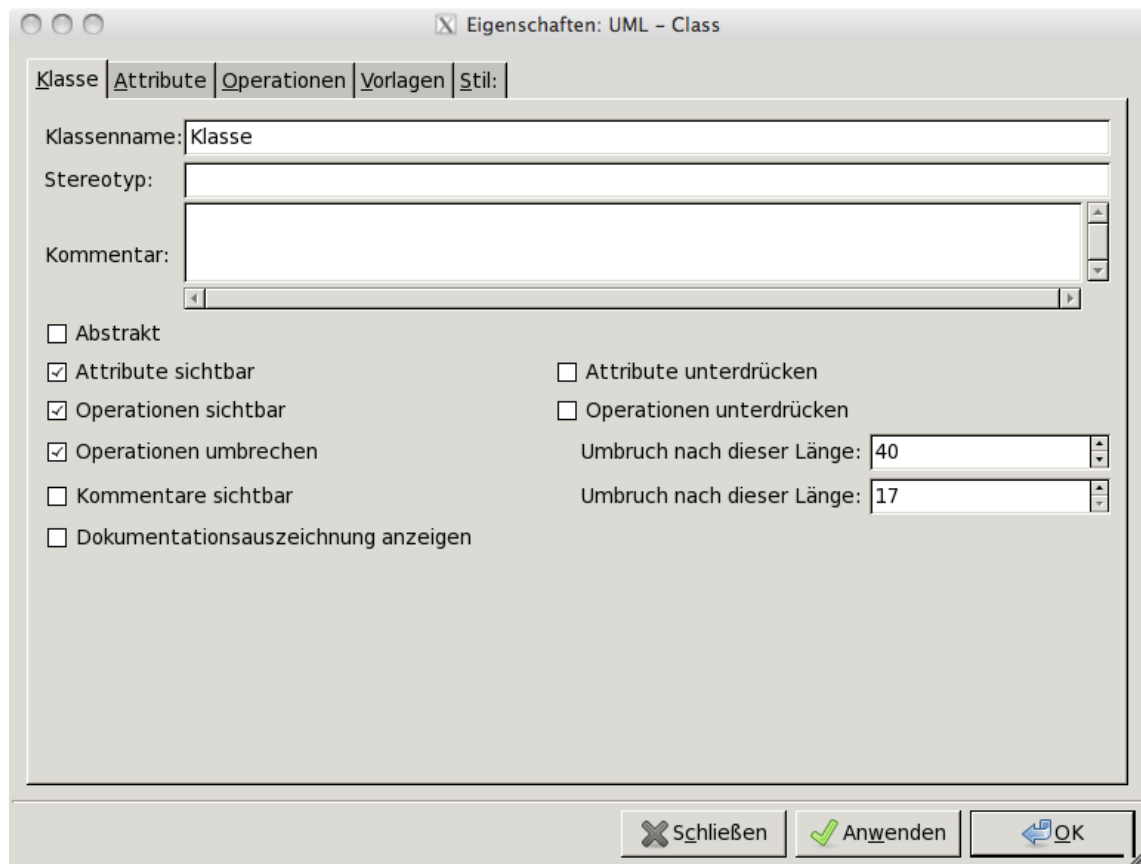 Eigenschaften: UML – Class
Klasse Attribute Operationen Vorlagen Stil:
Klassenname: Klasse
Stereotyp:
Kommentar:
Abstrakt
Attribute sichtbar Attribute unterdrücken
Operationen sichtbar Operationen unterdrücken
Operationen umbrechen Umbruch nach dieser Länge: 40
Kommentare sichtbar Umbruch nach dieser Länge: 17
Dokumentationsauszeichnung anzeigen
Schließen Anwenden OK